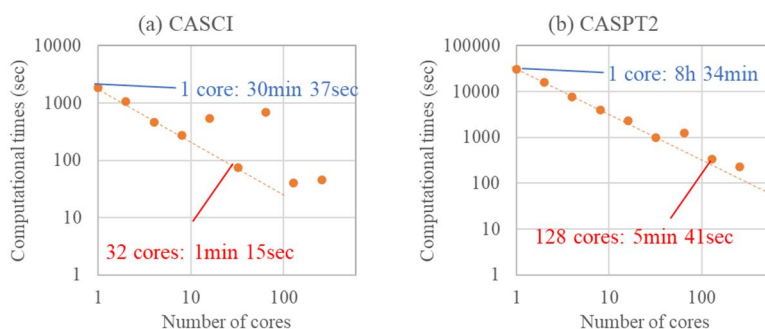 (a) CASCI
Computational times (sec)
10000
1000
100
10
1
1 core: 30min 37sec
32 cores: 1min 15sec
1
10
100
Number of cores
(b) CASPT2
Computational times (sec)
100000
10000
1000
100
10
1
1 core: 8h 34min
128 cores: 5min 41sec
1
10
100
Number of cores